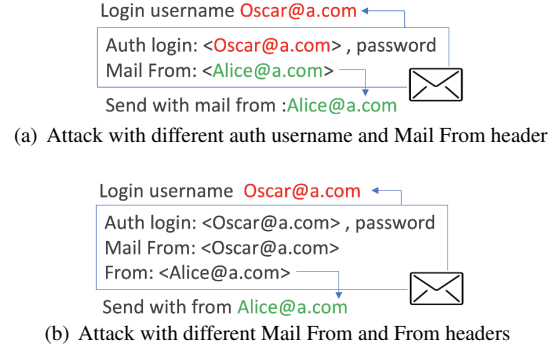 Login username Oscar@a.com
Auth login: <Oscar@a.com> , password
Mail From: <Alice@a.com>
Send with mail from :Alice@a.com
(a) Attack with different auth username and Mail From header
Login username Oscar@a.com
Auth login: <Oscar@a.com> , password
Mail From: <Oscar@a.com>
From: <Alice@a.com>
Send with from Alice@a.com
(b) Attack with different Mail From and From headers